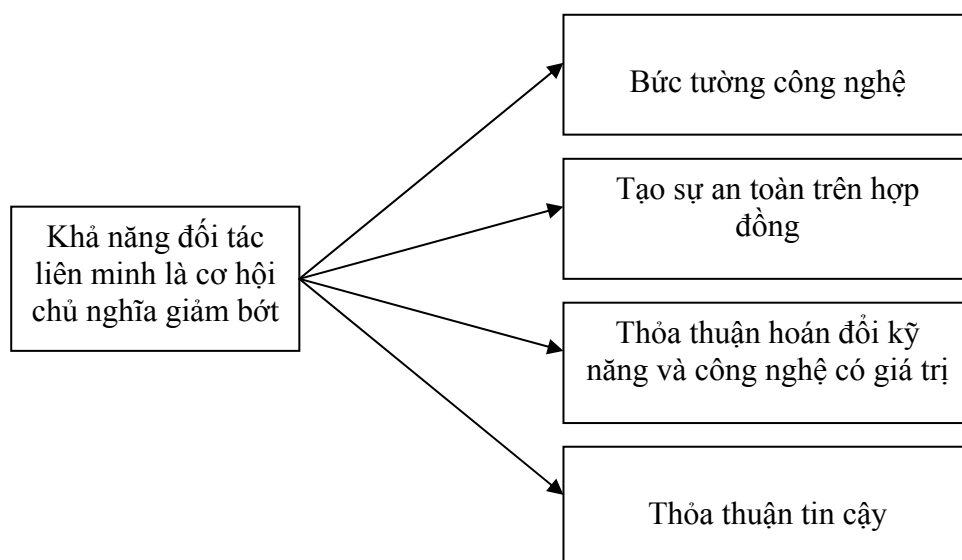 Bức tường công nghệ
Tạo sự an toàn trên hợp
đồng
Khả năng đối tác
liên minh là cơ hội
chủ nghĩa giảm bớt
Thỏa thuận hoán đổi kỹ
năng và công nghệ có giá trị
Thỏa thuận tin cậy